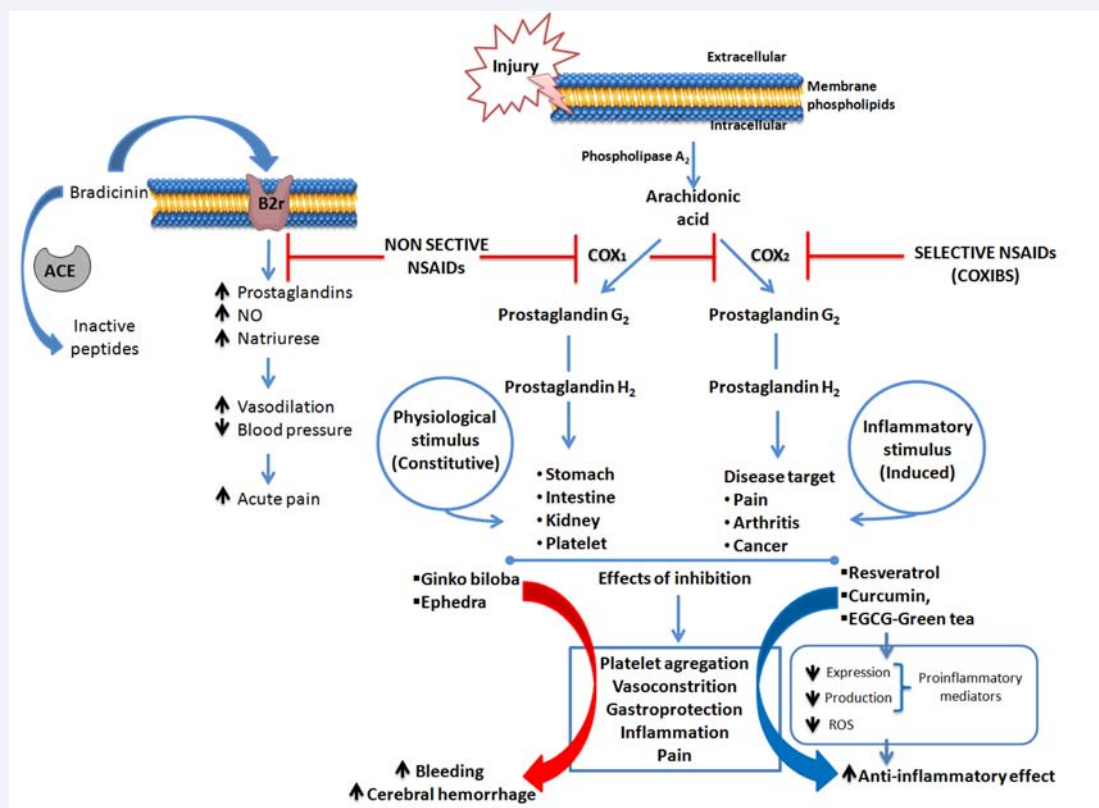 Injury
Extracellular
Membrane
phospholipids
Intracellular
Phospholipase A₂
Arachidonic
acid
Bradicinin
B2r
ACE
Inactive
peptides
NON SECTIVE
NSAIDs
COX₁
COX₂
SELECTIVE NSAIDs
(COXIBS)
Prostaglandins
NO
Natriurese
Vasodilation
Blood pressure
Acute pain
Prostaglandin G₂
Prostaglandin H₂
Prostaglandin G₂
Prostaglandin H₂
Physiological
stimulus
(Constitutive)
• Stomach
• Intestine
• Kidney
• Platelet
Disease target
• Pain
• Arthritis
• Cancer
Inflammatory
stimulus
(Induced)
▪Ginko biloba
▪Ephedra
Effects of inhibition
▪Resveratrol
▪Curcumin,
▪EGCG-Green tea
Platelet agregation
Vasoconstrition
Gastroprotection
Inflammation
Pain
Expression
Production
ROS
Proinflammatory
mediators
Bleeding
Cerebral hemorrhage
Anti-inflammatory effect